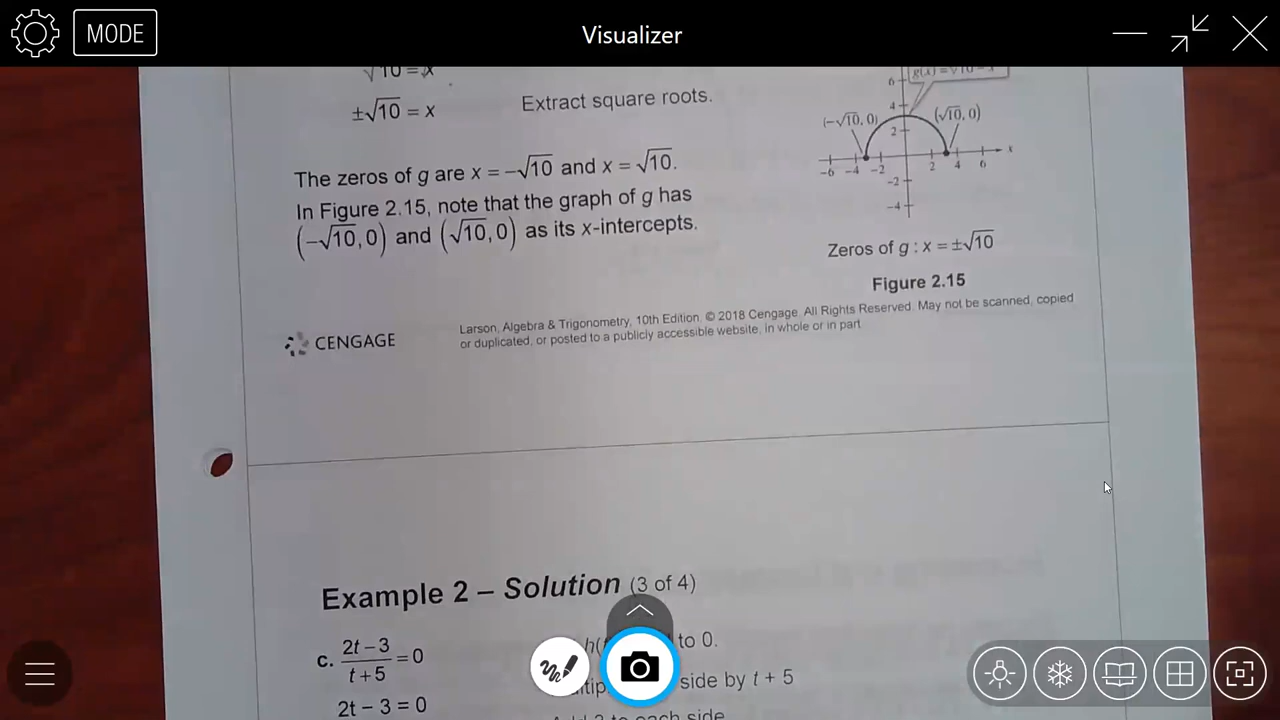 MODE
Visualizer
√10 = x
±√10 = x
Extract square roots.
The zeros of g are x = −√10 and x = √10.
In Figure 2.15, note that the graph of g has
(−√10, 0) and (√10, 0) as its x-intercepts.
6
4
2
(−√10, 0)
(√10, 0)
x
−6 −4 −2 2 4 6
−2
−4
Zeros of g : x = ±√10
Figure 2.15
CENGAGE
Larson, Algebra & Trigonometry, 10th Edition. © 2018 Cengage. All Rights Reserved. May not be scanned, copied
or duplicated, or posted to a publicly accessible website, in whole or in part.
Example 2 – Solution (3 of 4)
c. (2t − 3)/(t + 5) = 0
to 0.
side by t + 5
2t − 3 = 0
to each side